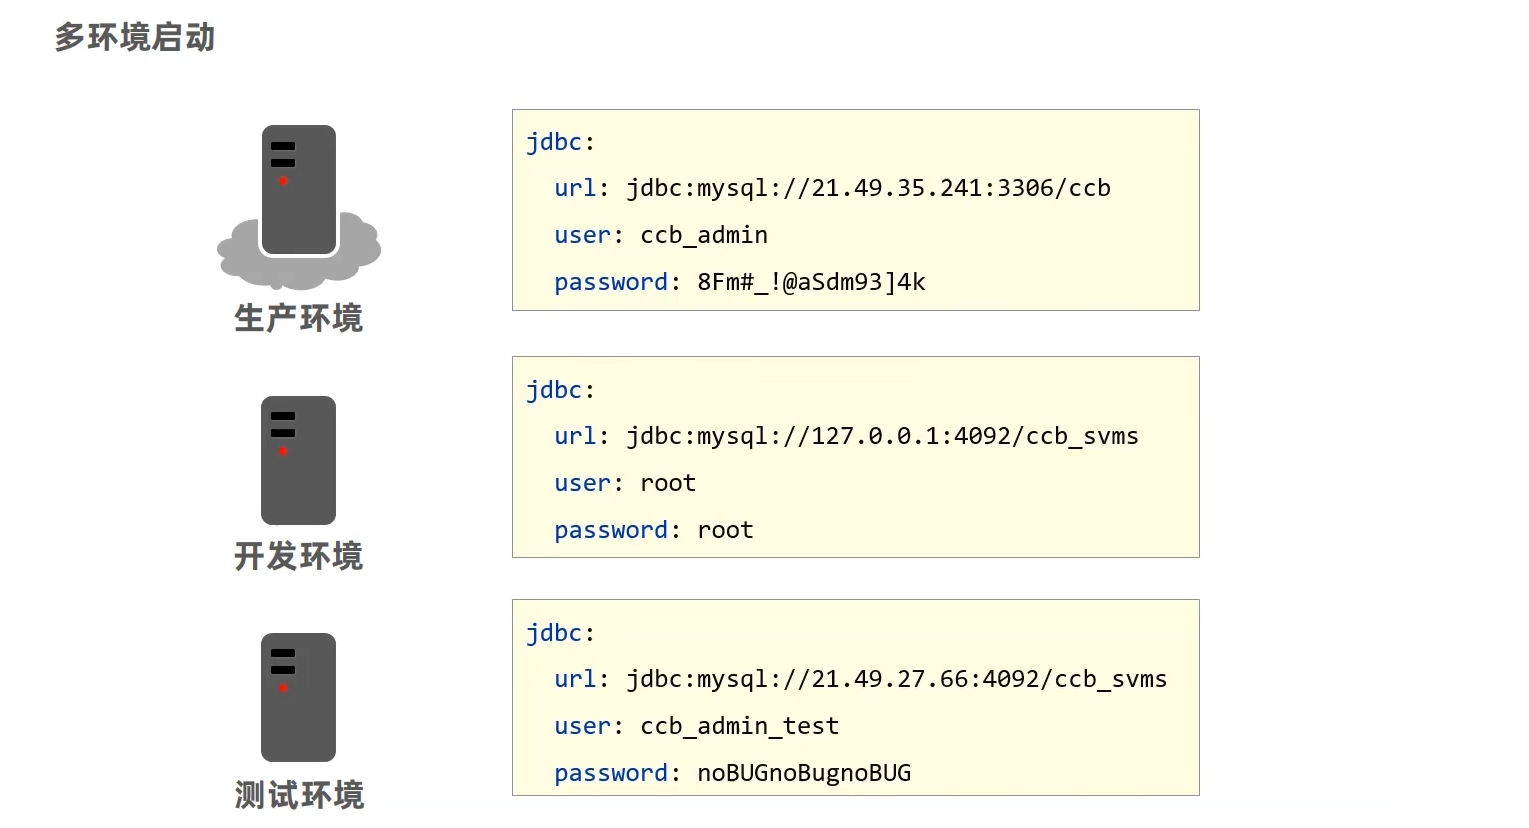 多环境启动
jdbc:
url: jdbc:mysql://21.49.35.241:3306/ccb
user: ccb_admin
password: 8Fm#_!@aSdm93]4k
生产环境
jdbc:
url: jdbc:mysql://127.0.0.1:4092/ccb_svms
user: root
password: root
开发环境
jdbc:
url: jdbc:mysql://21.49.27.66:4092/ccb_svms
user: ccb_admin_test
password: noBUGnoBugnoBUG
测试环境